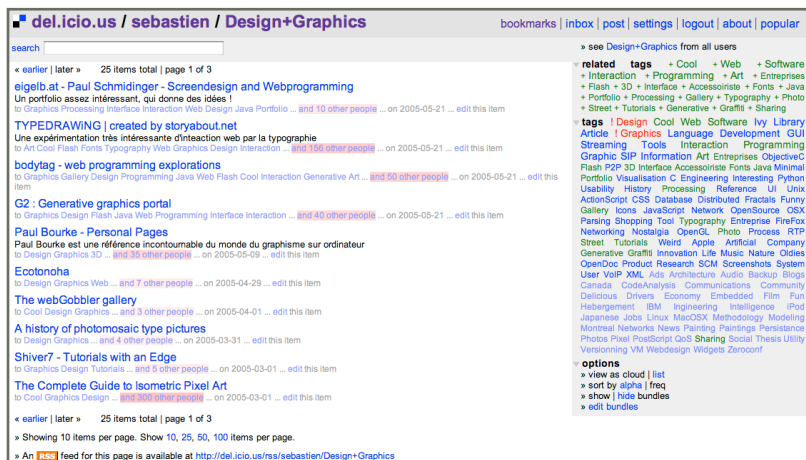 del.icio.us / sebastien / Design+Graphics
bookmarks | inbox | post | settings | logout | about | popular
search
« earlier | later » 25 items total | page 1 of 3
eigelb.at - Paul Schmidinger - Screendesign and Webprogramming
Un portfolio assez intéressant, qui donne des idées !
to Graphics Processing Interface Interaction Web Design Java Portfolio ... and 10 other people ... on 2005-05-21 ... edit this item
TYPEDRAWiNG | created by storyabout.net
Une expérimentation très intéressante d'inteaction web par la typographie
to Art Cool Flash Fonts Typography Web Graphics Design Interaction ... and 156 other people ... on 2005-05-21 ... edit this item
bodytag - web programming explorations
to Graphics Gallery Design Programming Java Web Flash Cool Interaction Generative Art ... and 50 other people ... on 2005-05-21 ... edit this
item
G2 : Generative graphics portal
to Graphics Design Flash Java Web Programming Interface Interaction ... and 40 other people ... on 2005-05-21 ... edit this item
Paul Bourke - Personal Pages
Paul Bourke est une référence incontournable du monde du graphisme sur ordinateur
to Design Graphics 3D ... and 35 other people ... on 2005-05-09 ... edit this item
Ecotonoha
to Design Graphics Web ... and 7 other people ... on 2005-04-29 ... edit this item
The webGobbler gallery
to Cool Design Graphics ... and 3 other people ... on 2005-04-01 ... edit this item
A history of photomosaic type pictures
to Design Graphics ... and 4 other people ... on 2005-03-31 ... edit this item
Shiver7 - Tutorials with an Edge
to Graphics Design Tutorials ... and 5 other people ... on 2005-03-01 ... edit this item
The Complete Guide to Isometric Pixel Art
to Cool Graphics Design ... and 300 other people ... on 2005-03-01 ... edit this item
« earlier | later » 25 items total | page 1 of 3
» Showing 10 items per page. Show 10, 25, 50, 100 items per page.
» An RSS feed for this page is available at http://del.icio.us/rss/sebastien/Design+Graphics
» see Design+Graphics from all users
related tags + Cool + Web + Software
+ Interaction + Programming + Art + Entreprises
+ Flash + 3D + Interface + Accessoiriste + Fonts + Java
+ Portfolio + Processing + Gallery + Typography + Photo
+ Street + Tutorials + Generative + Graffiti + Sharing
tags ! Design Cool Web Software Ivy Library
Article ! Graphics Language Development GUI
Streaming Tools Interaction Programming
Graphic SIP Information Art Entreprises ObjectiveC
Flash P2P 3D Interface Accessoiriste Fonts Java Minimal
Portfolio Visualisation C Engineering Interesting Python
Usability History Processing Reference UI Unix
ActionScript CSS Database Distributed Fractals Funny
Gallery Icons JavaScript Network OpenSource OSX
Parsing Shopping Tool Typography Entreprise FireFox
Networking Nostalgia OpenGL Photo Process RTP
Street Tutorials Weird Apple Artificial Company
Generative Graffiti Innovation Life Music Nature Oldies
OpenDoc Product Research SCM Screenshots System
User VoIP XML Ads Architecture Audio Backup Blogs
Canada CodeAnalysis Communications Community
Delicious Drivers Economy Embedded Film Fun
Hebergement IBM Ingineering Intelligence iPod
Japanese Jobs Linux MacOSX Methodology Modeling
Montreal Networks News Painting Paintings Persistance
Photos Pixel PostScript QoS Sharing Social Thesis Utility
Versionning VM Webdesign Widgets Zeroconf
options
» view as cloud | list
» sort by alpha | freq
» show | hide bundles
» edit bundles